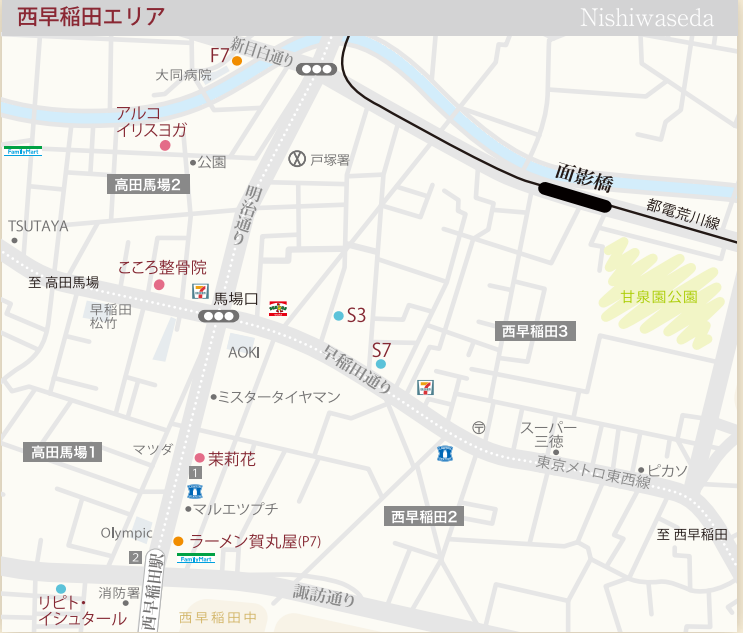 西早稲田エリア
Nishiwaseda
新目白通り
F7
大同病院
アルコ
イリスヨガ
FamilyMart
公園
戸塚署
高田馬場2
明治通り
面影橋
都電荒川線
TSUTAYA
こころ整骨院
至 高田馬場
馬場口
早稲田
松竹
S3
甘泉園公園
西早稲田3
AOKI
S7
早稲田通り
ミスタータイヤマン
スーパー
三徳
高田馬場1
マツダ
茉莉花
1
東京メトロ東西線
ピカソ
マルエツプチ
西早稲田2
Olympic
ラーメン賀丸屋(P7)
至 西早稲田
2
FamilyMart
西早稲田駅
リピト・
イシュタール
消防署
諏訪通り
西早稲田中